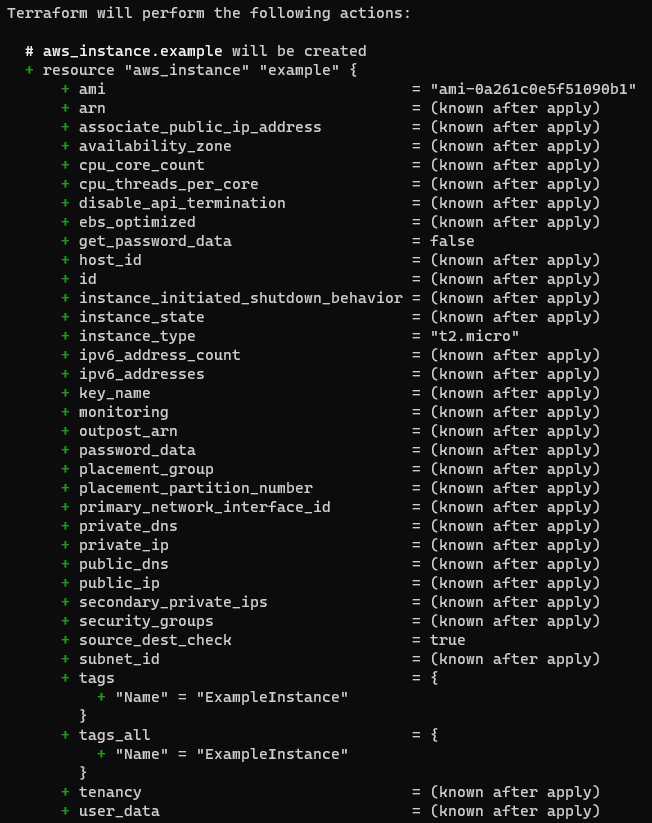 Terraform will perform the following actions:
# aws_instance.example will be created
+ resource "aws_instance" "example" {
+ ami = "ami-0a261c0e5f51090b1"
+ arn = (known after apply)
+ associate_public_ip_address = (known after apply)
+ availability_zone = (known after apply)
+ cpu_core_count = (known after apply)
+ cpu_threads_per_core = (known after apply)
+ disable_api_termination = (known after apply)
+ ebs_optimized = (known after apply)
+ get_password_data = false
+ host_id = (known after apply)
+ id = (known after apply)
+ instance_initiated_shutdown_behavior = (known after apply)
+ instance_state = (known after apply)
+ instance_type = "t2.micro"
+ ipv6_address_count = (known after apply)
+ ipv6_addresses = (known after apply)
+ key_name = (known after apply)
+ monitoring = (known after apply)
+ outpost_arn = (known after apply)
+ password_data = (known after apply)
+ placement_group = (known after apply)
+ placement_partition_number = (known after apply)
+ primary_network_interface_id = (known after apply)
+ private_dns = (known after apply)
+ private_ip = (known after apply)
+ public_dns = (known after apply)
+ public_ip = (known after apply)
+ secondary_private_ips = (known after apply)
+ security_groups = (known after apply)
+ source_dest_check = true
+ subnet_id = (known after apply)
+ tags = {
+ "Name" = "ExampleInstance"
}
+ tags_all = {
+ "Name" = "ExampleInstance"
}
+ tenancy = (known after apply)
+ user_data = (known after apply)